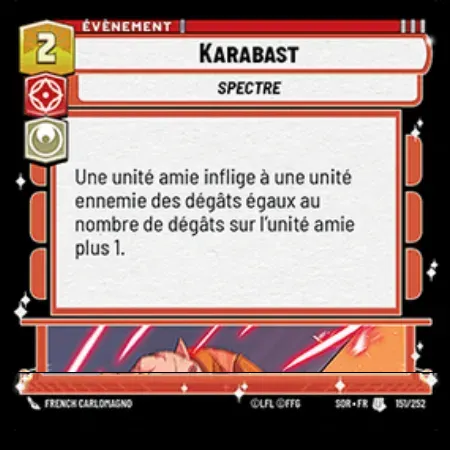 ÉVÈNEMENT
2
KARABAST
SPECTRE
Une unité amie inflige à une unité
ennemie des dégâts égaux au
nombre de dégâts sur l'unité amie
plus 1.
FRENCH CARLOMAGNO
©LFL ©FFG
SOR • FR
151/252